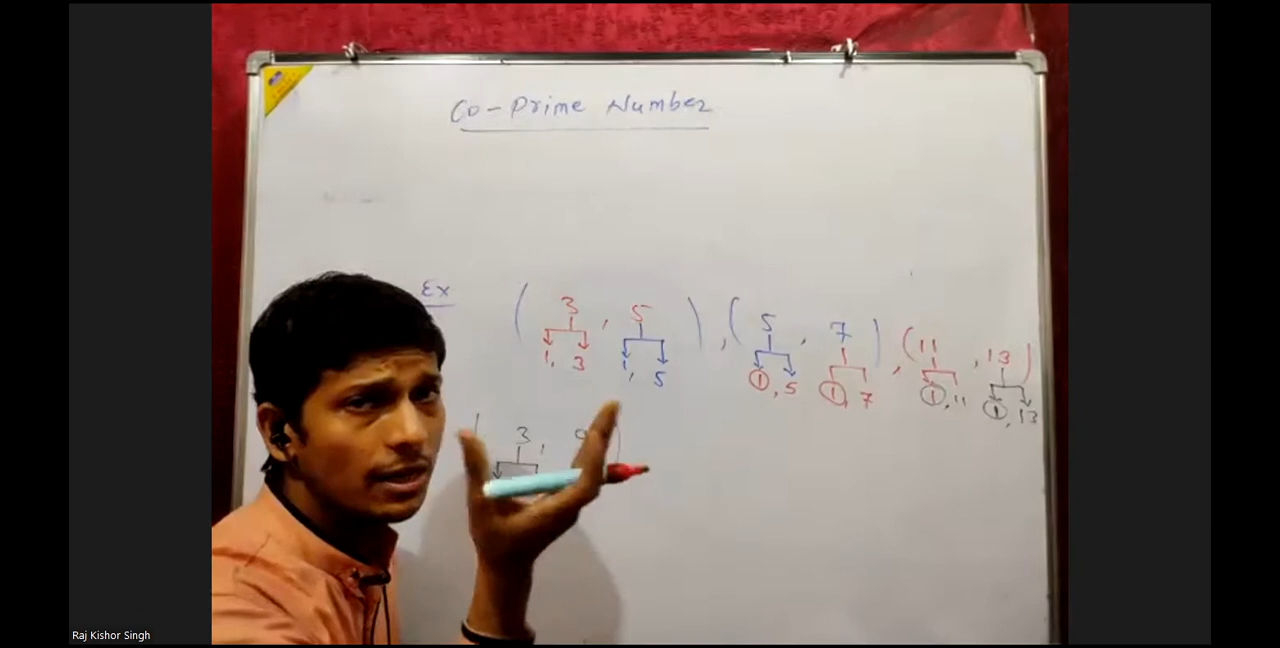 Co-Prime Number
Ex ( 3 , 5 ) , ( 5 , 7 ) , ( 11 , 13 )
1, 3 1, 5 1, 5 1, 7 1, 11 1, 13
( 3 , )
Raj Kishor Singh